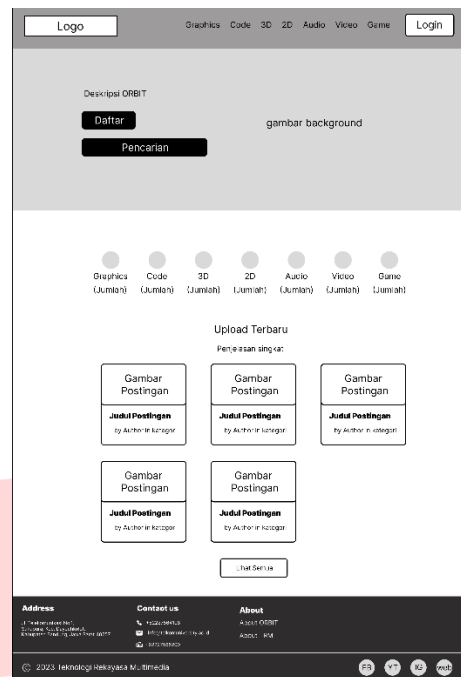 Logo
Graphics Code 3D 2D Audio Video Game Login
Deskripsi ORBIT
Daftar
gambar background
Pencarian
Graphics Code 3D 2D Audio Video Game
(Jumlah) (Jumlah) (Jumlah) (Jumlah) (Jumlah) (Jumlah) (Jumlah)
Upload Terbaru
Penjelasan singkat
Gambar Gambar Gambar
Postingan Postingan Postingan
Judul Postingan Judul Postingan Judul Postingan
by Author in kategori by Author in kategori by Author in kategori
Gambar Gambar
Postingan Postingan
Judul Postingan Judul Postingan
by Author in kategori by Author in kategori
Lihat Semua
Address Contact us About
About ORBIT
About
© 2023 Teknologi Rekayasa Multimedia FB YT IG web